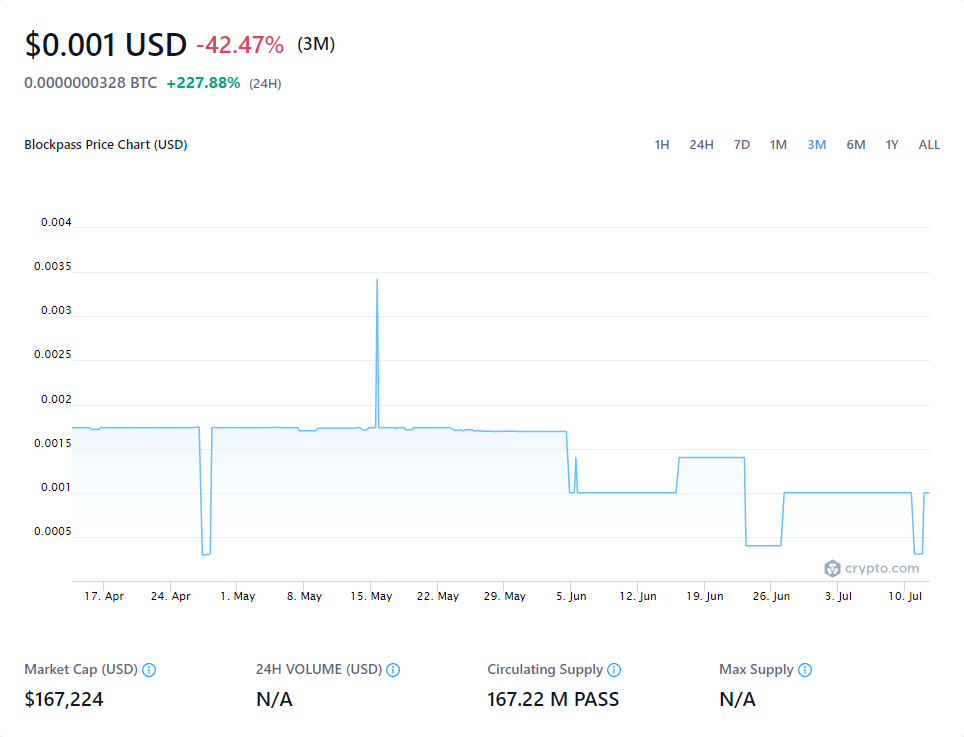 $0.001 USD -42.47% (3M)
0.0000000328 BTC +227.88% (24H)
Blockpass Price Chart (USD) 1H 24H 7D 1M 3M 6M 1Y ALL
0.004
0.0035
0.003
0.0025
0.002
0.0015
0.001
0.0005
crypto.com
17. Apr 24. Apr 1. May 8. May 15. May 22. May 29. May 5. Jun 12. Jun 19. Jun 26. Jun 3. Jul 10. Jul
Market Cap (USD) 24H VOLUME (USD) Circulating Supply Max Supply
$167,224 N/A 167.22 M PASS N/A